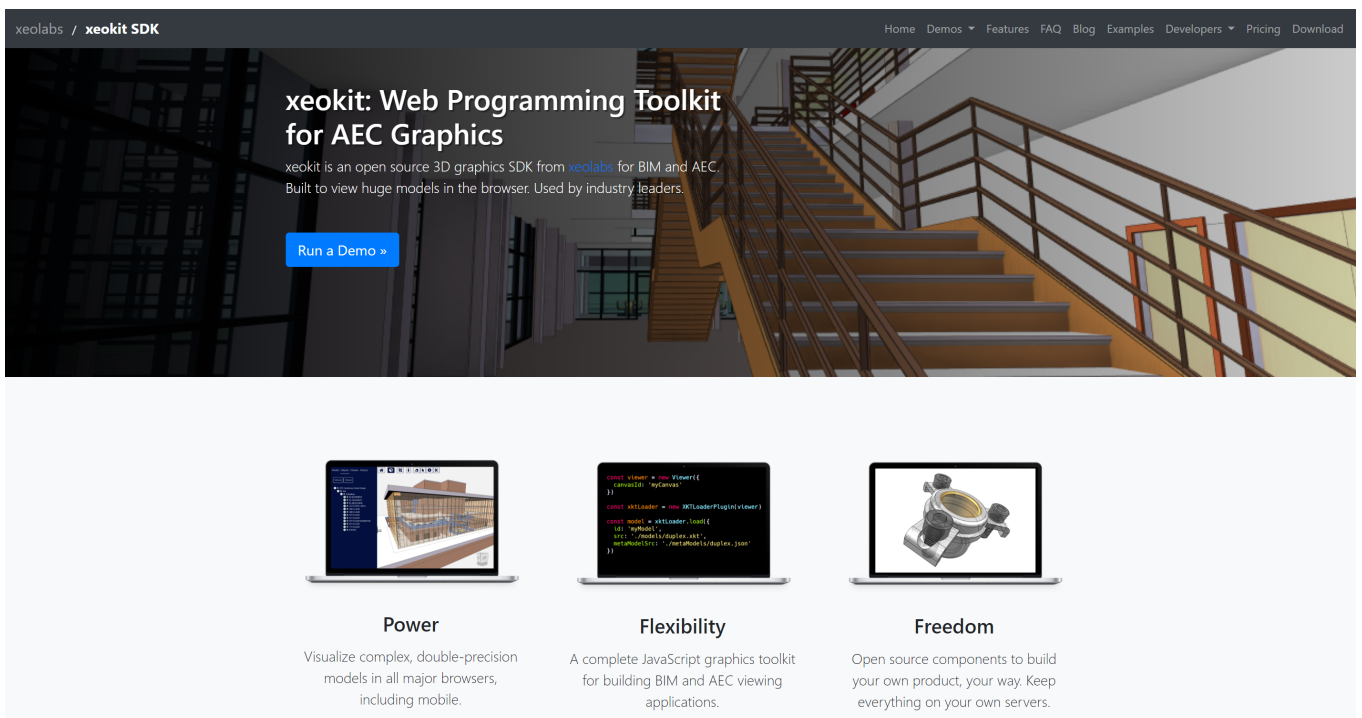 xeolabs / xeokit SDK
Home Demos Features FAQ Blog Examples Developers Pricing Download
xeokit: Web Programming Toolkit
for AEC Graphics
xeokit is an open source 3D graphics SDK from xeolabs for BIM and AEC.
Built to view huge models in the browser. Used by industry leaders.
Run a Demo »
const viewer = new Viewer({
canvasId: 'myCanvas'
})
const xktLoader = new XKTLoaderPlugin(viewer)
const model = xktLoader.load({
id: 'myModel',
src: './models/duplex.xkt',
metaModelSrc: './metaModels/duplex.json'
})
Power
Visualize complex, double-precision
models in all major browsers,
including mobile.
Flexibility
A complete JavaScript graphics toolkit
for building BIM and AEC viewing
applications.
Freedom
Open source components to build
your own product, your way. Keep
everything on your own servers.